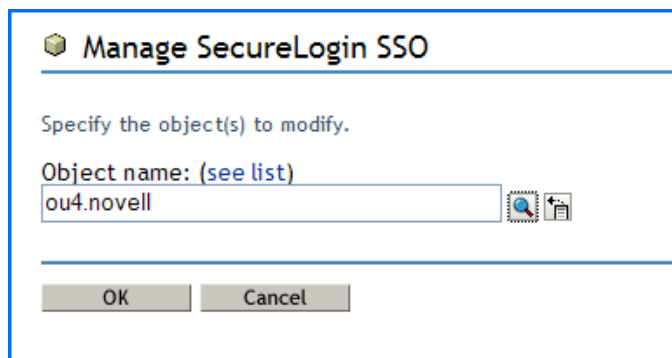 Manage SecureLogin SSO
Specify the object(s) to modify.
Object name: (see list)
ou4.novell
OK Cancel